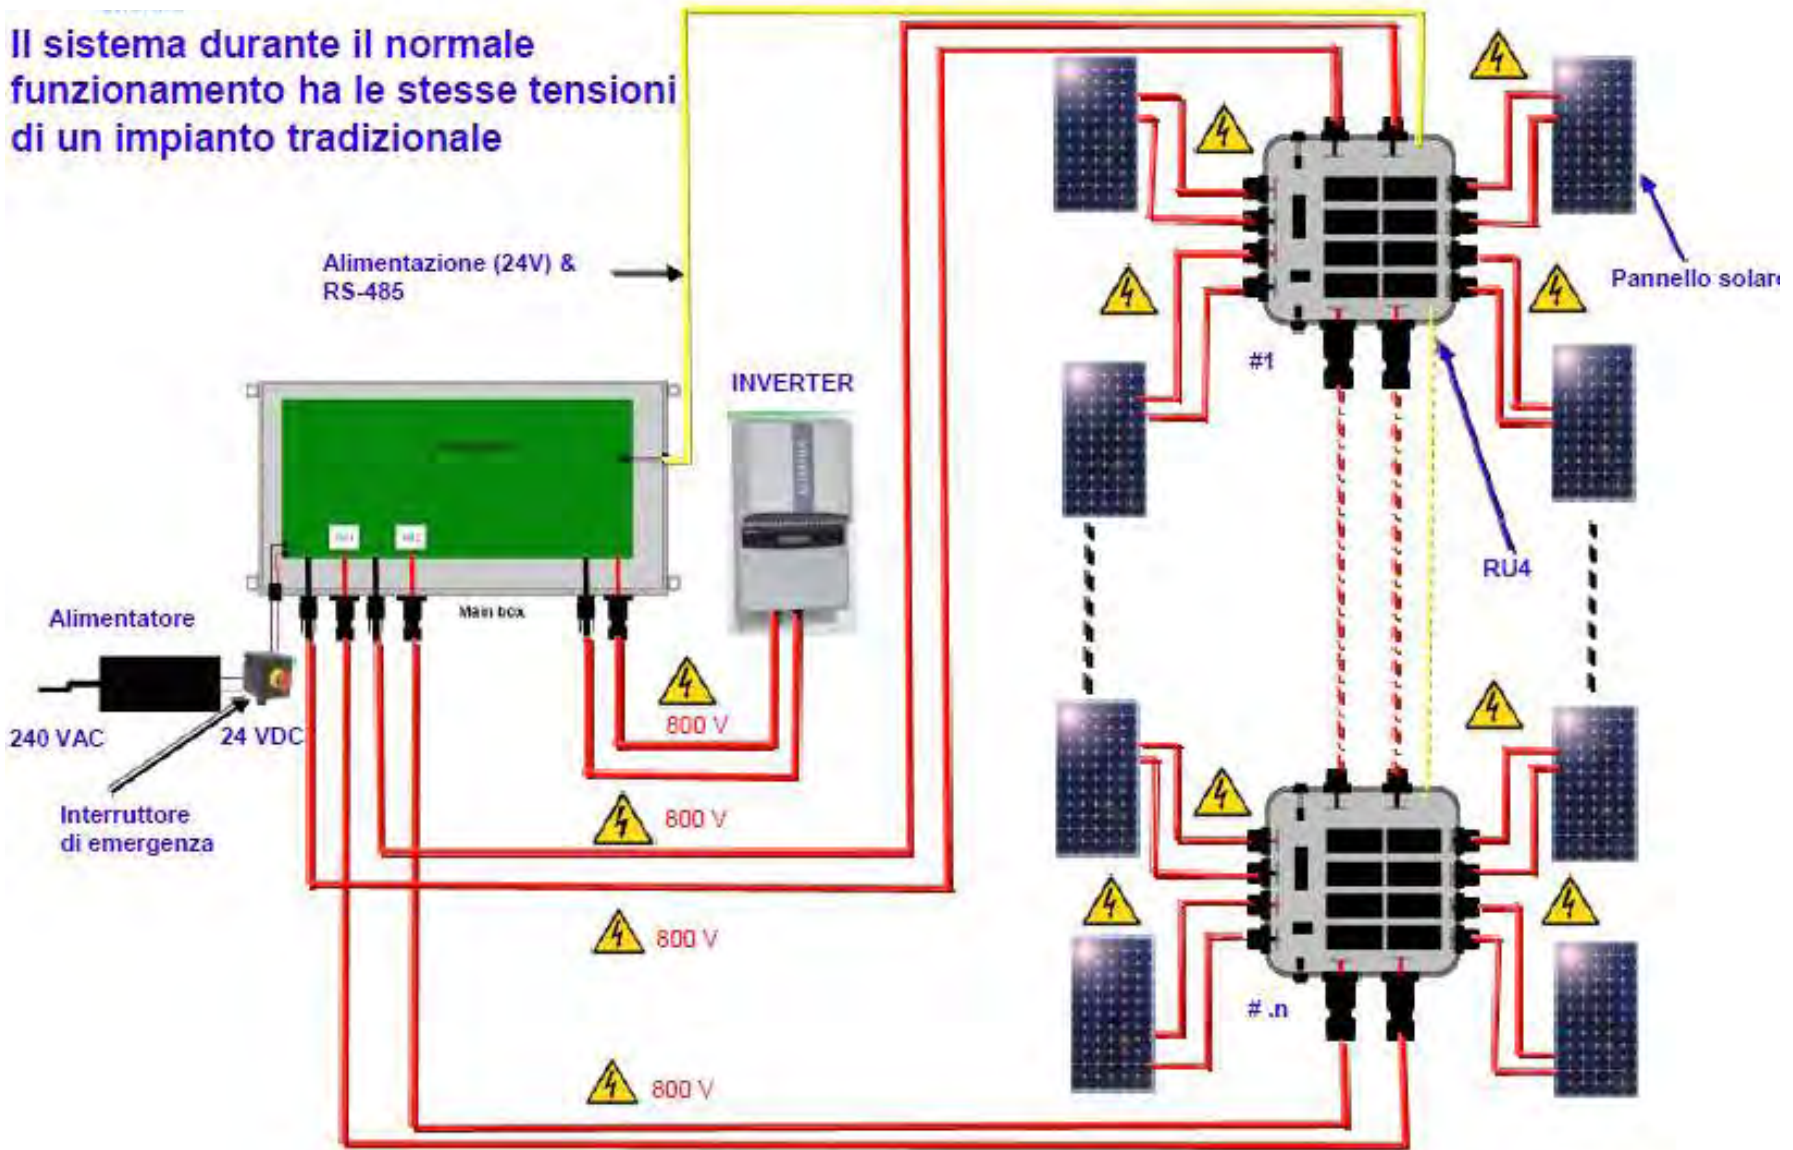 Il sistema durante il normale
funzionamento ha le stesse tensioni
di un impianto tradizionale
Alimentazione (24V) &
RS-485
INVERTER
Pannello solare
#1
RU4
Main box
Alimentatore
240 VAC
24 VDC
Interruttore
di emergenza
800 V
800 V
800 V
800 V
# .n